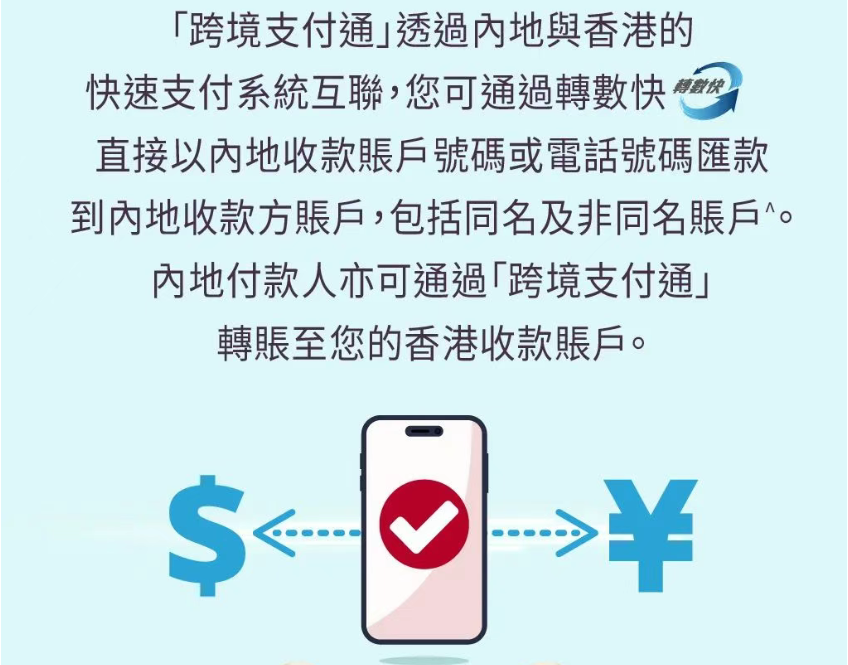 「跨境支付通」透過內地與香港的
快速支付系統互聯，您可通過轉數快 轉數快
直接以內地收款賬戶號碼或電話號碼匯款
到內地收款方賬戶，包括同名及非同名賬戶^。
內地付款人亦可通過「跨境支付通」
轉賬至您的香港收款賬戶。
$
¥